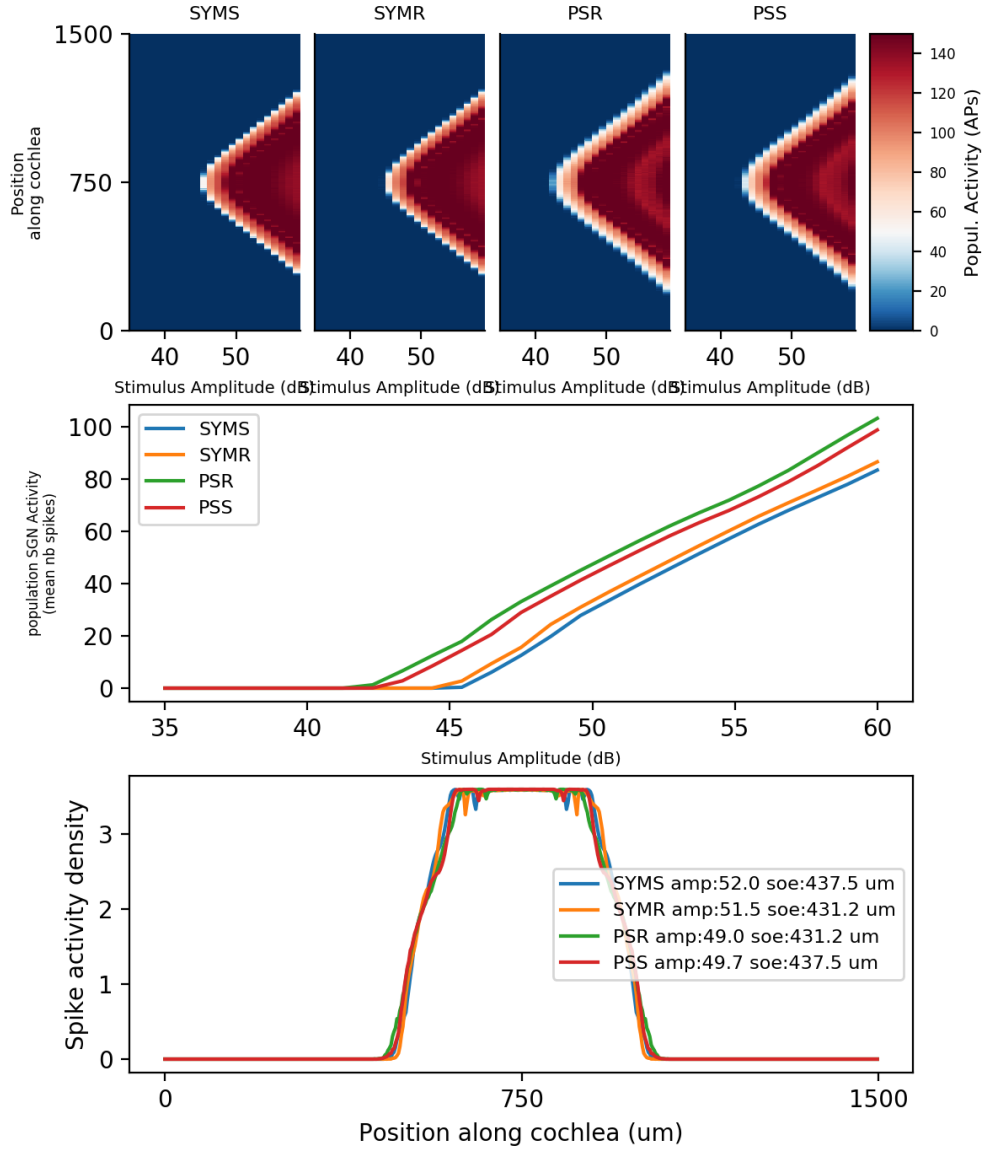 SYMS SYMR PSR PSS
1500
750
0
Position
along cochlea
40 50 40 50 40 50 40 50
Stimulus Amplitude (dB) Stimulus Amplitude (dB) Stimulus Amplitude (dB) Stimulus Amplitude (dB)
140
120
100
80
60
40
20
0
Popul. Activity (APs)
100
80
60
40
20
0
population SGN Activity
(mean nb spikes)
SYMS
SYMR
PSR
PSS
35 40 45 50 55 60
Stimulus Amplitude (dB)
3
2
1
0
Spike activity density
SYMS amp:52.0 soe:437.5 um
SYMR amp:51.5 soe:431.2 um
PSR amp:49.0 soe:431.2 um
PSS amp:49.7 soe:437.5 um
0 750 1500
Position along cochlea (um)